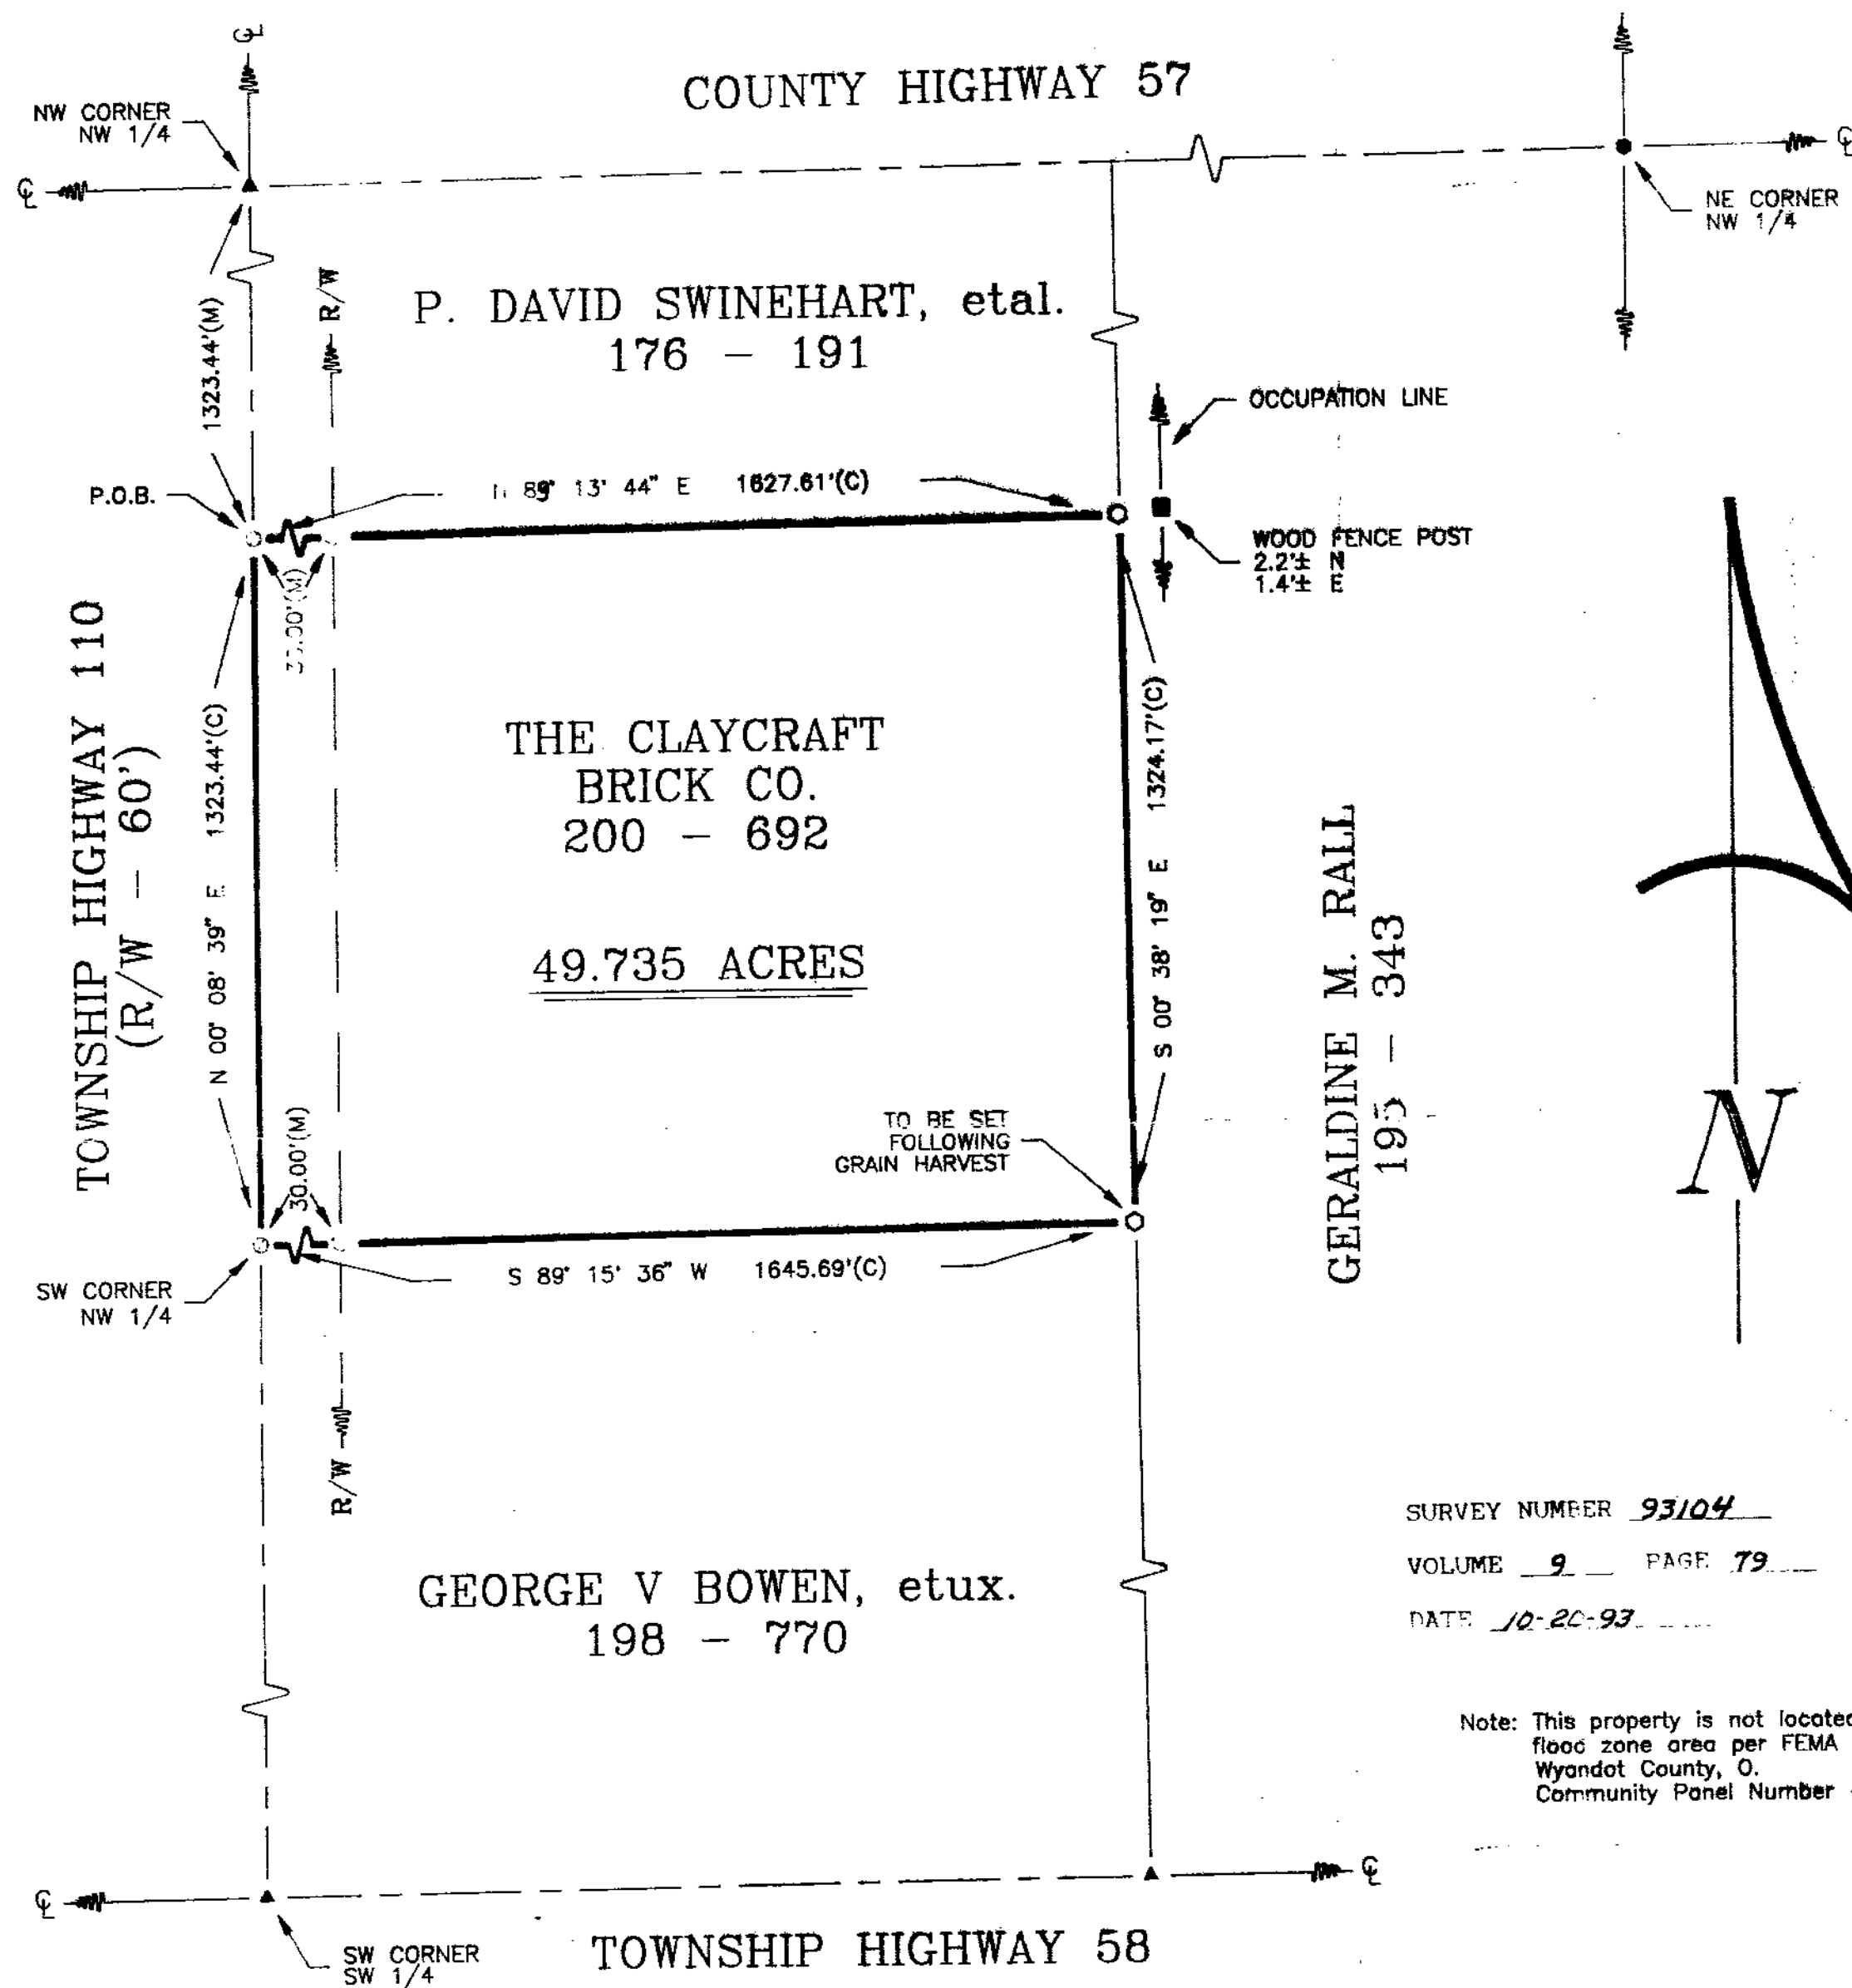 ℄
COUNTY HIGHWAY 57
NW CORNER
NW 1/4
℄
℄
NE CORNER
NW 1/4
1323.44'(M)
R/W
P. DAVID SWINEHART, etal.
176 - 191
OCCUPATION LINE
P.O.B.
N 89° 13' 44" E 1627.61'(C)
WOOD FENCE POST
2.2'± N
1.4'± E
30.00'(M)
TOWNSHIP HIGHWAY 110
(R/W - 60')
N 00° 08' 39" E 1323.44'(C)
THE CLAYCRAFT
BRICK CO.
200 - 692
49.735 ACRES
S 00° 38' 19" E 1324.17'(C)
GERALDINE M. RALL
195 - 343
N
TO BE SET
FOLLOWING
GRAIN HARVEST
30.00'(M)
S 89° 15' 36" W 1645.69'(C)
SW CORNER
NW 1/4
R/W
GEORGE V BOWEN, etux.
198 - 770
SURVEY NUMBER 93104
VOLUME 9 PAGE 79
DATE 10-20-93
Note: This property is not located
flood zone area per FEMA
Wyandot County, O.
Community Panel Number
℄
℄
SW CORNER
SW 1/4
TOWNSHIP HIGHWAY 58